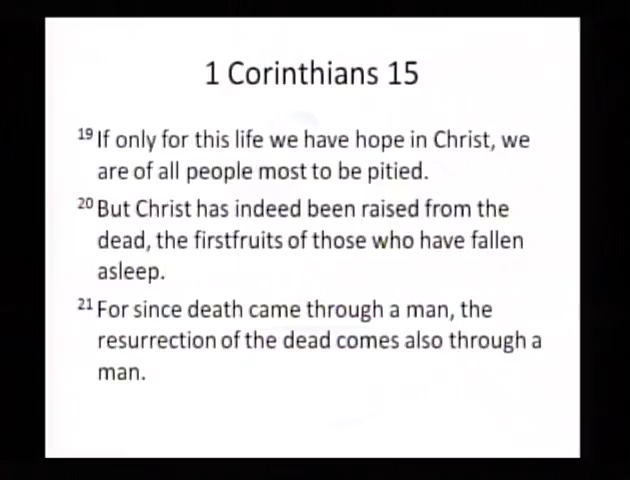 1 Corinthians 15
19 If only for this life we have hope in Christ, we
are of all people most to be pitied.
20 But Christ has indeed been raised from the
dead, the firstfruits of those who have fallen
asleep.
21 For since death came through a man, the
resurrection of the dead comes also through a
man.